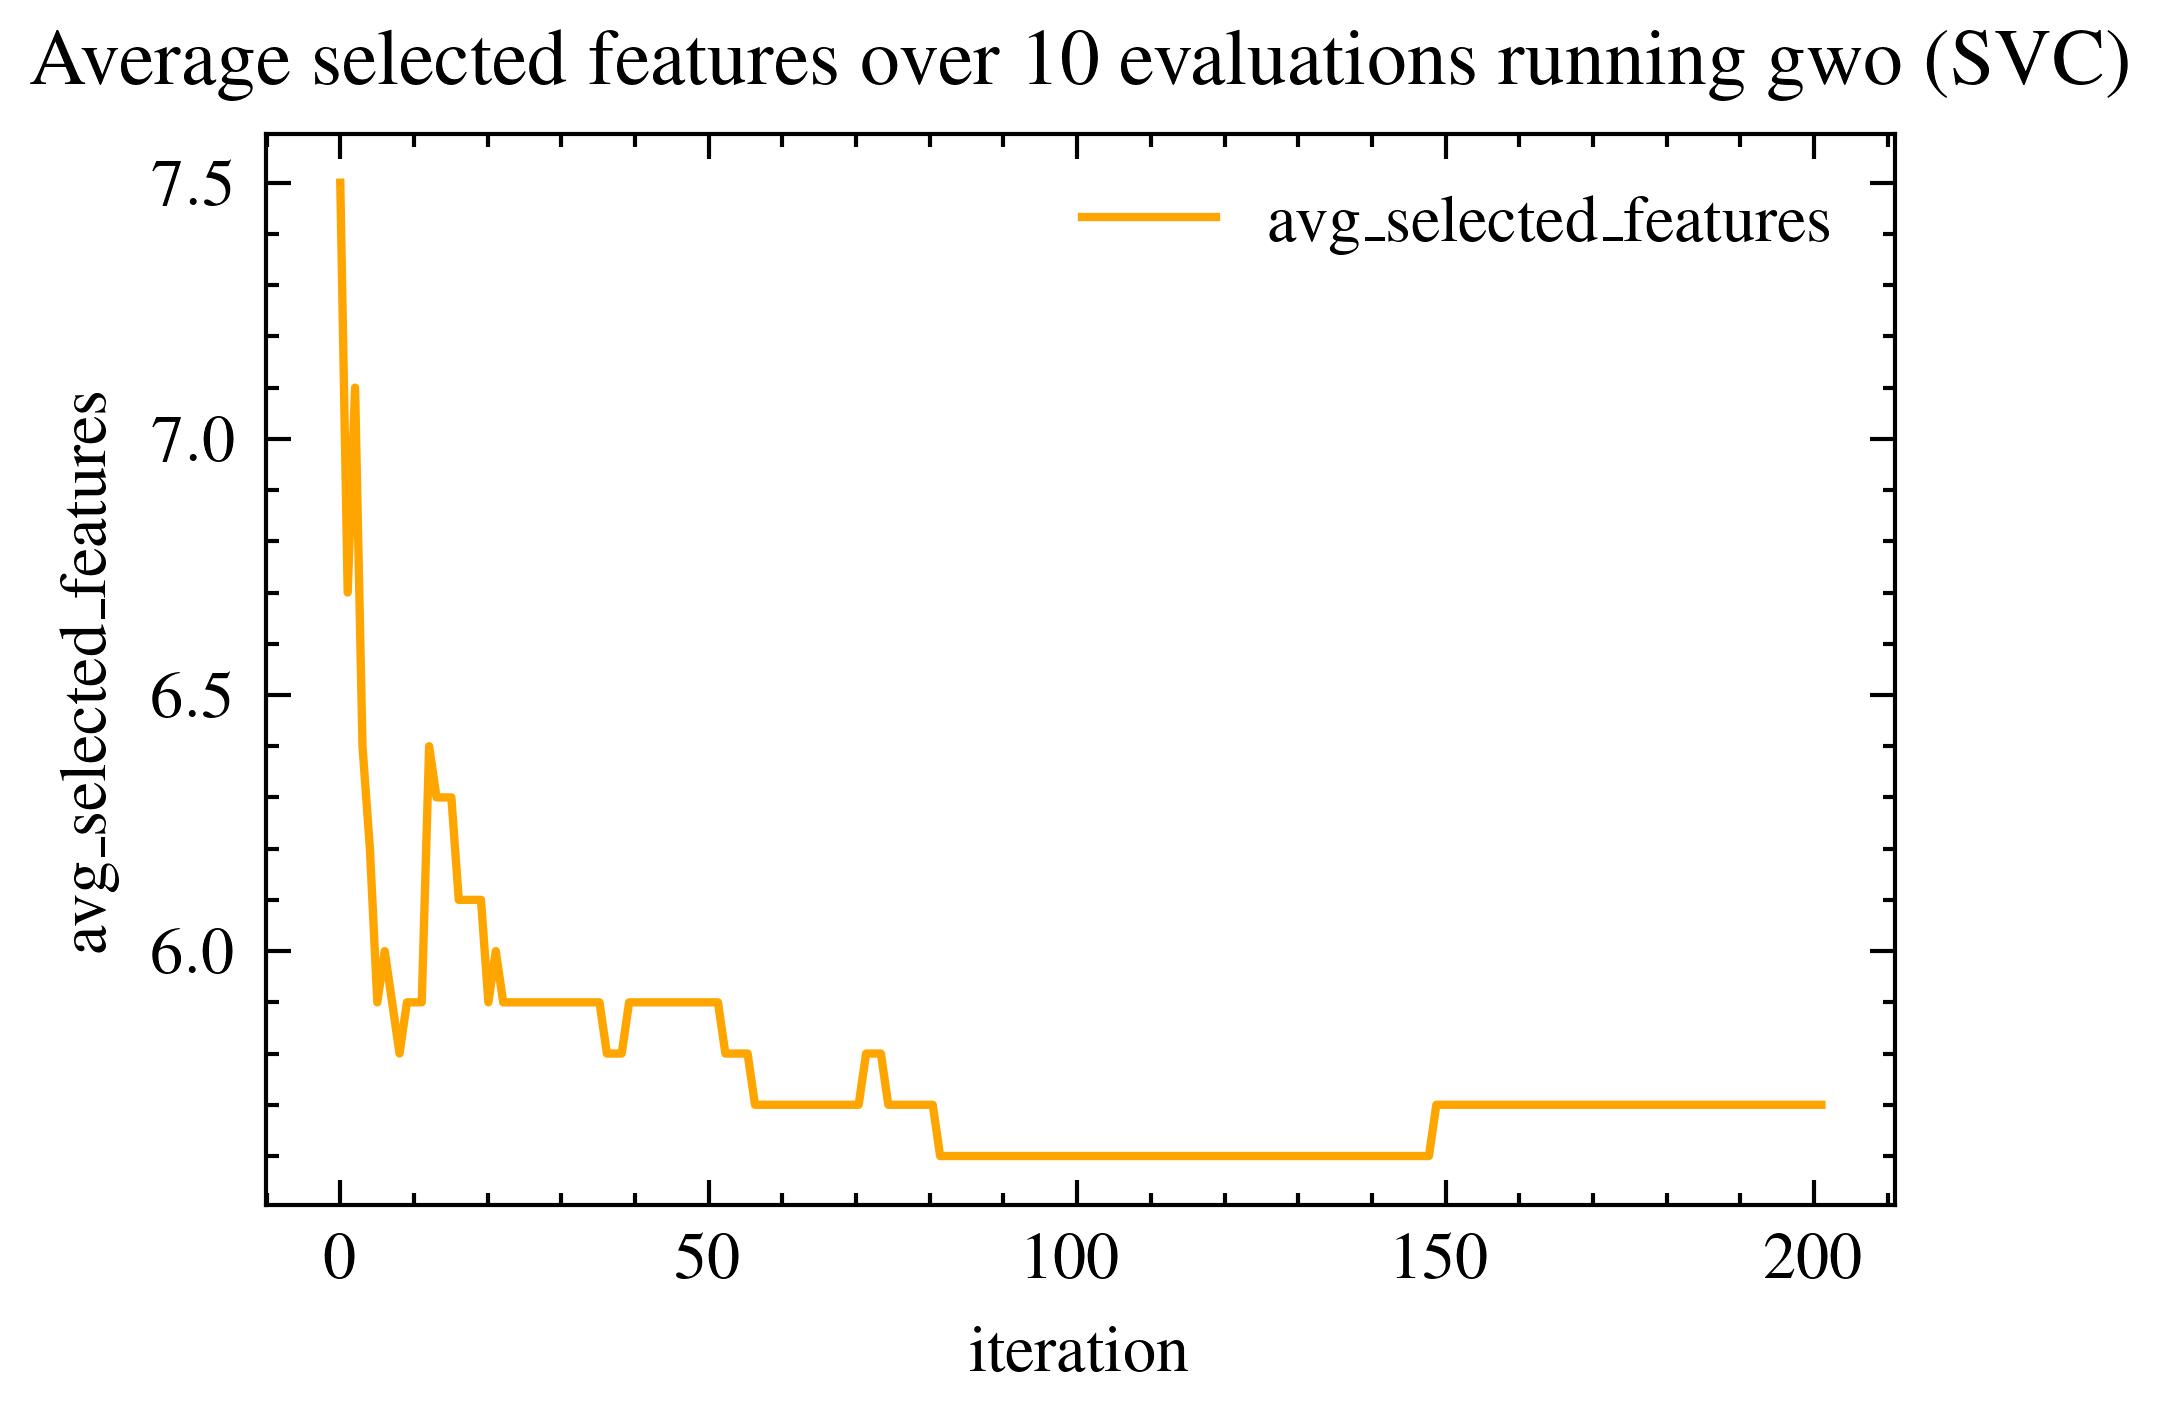 Average selected features over 10 evaluations running gwo (SVC)
avg_selected_features
avg_selected_features
7.5
7.0
6.5
6.0
0 50 100 150 200
iteration